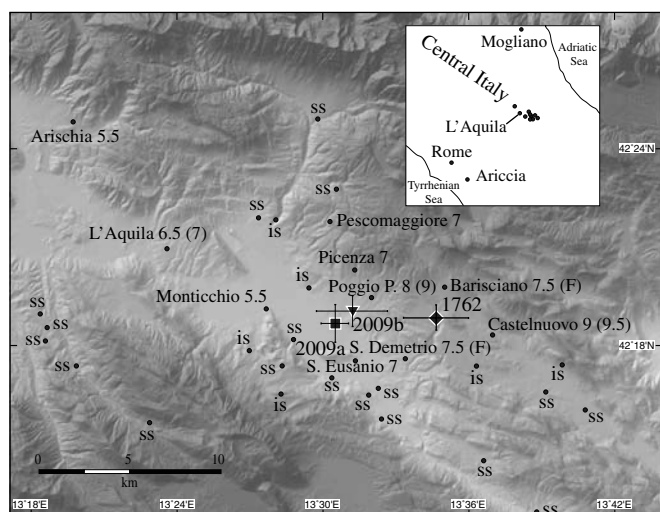 Mogliano
Adriatic
Sea
Central Italy
L'Aquila
Rome
Ariccia
Tyrrhenian
Sea
ss
Arischia 5.5
42°24'N
ss
ss
is
Pescomaggiore 7
L'Aquila 6.5 (7)
Picenza 7
is
Poggio P. 8 (9)
Barisciano 7.5 (F)
Monticchio 5.5
1762
ss
2009b
Castelnuovo 9 (9.5)
ss
ss
ss
2009a
S. Demetrio 7.5 (F)
42°18'N
is
ss
S. Eusanio 7
is
is
ss
is
ss
ss
ss
ss
ss
ss
ss
0
5
10
km
ss
13°18'E
13°24'E
13°30'E
13°36'E
13°42'E